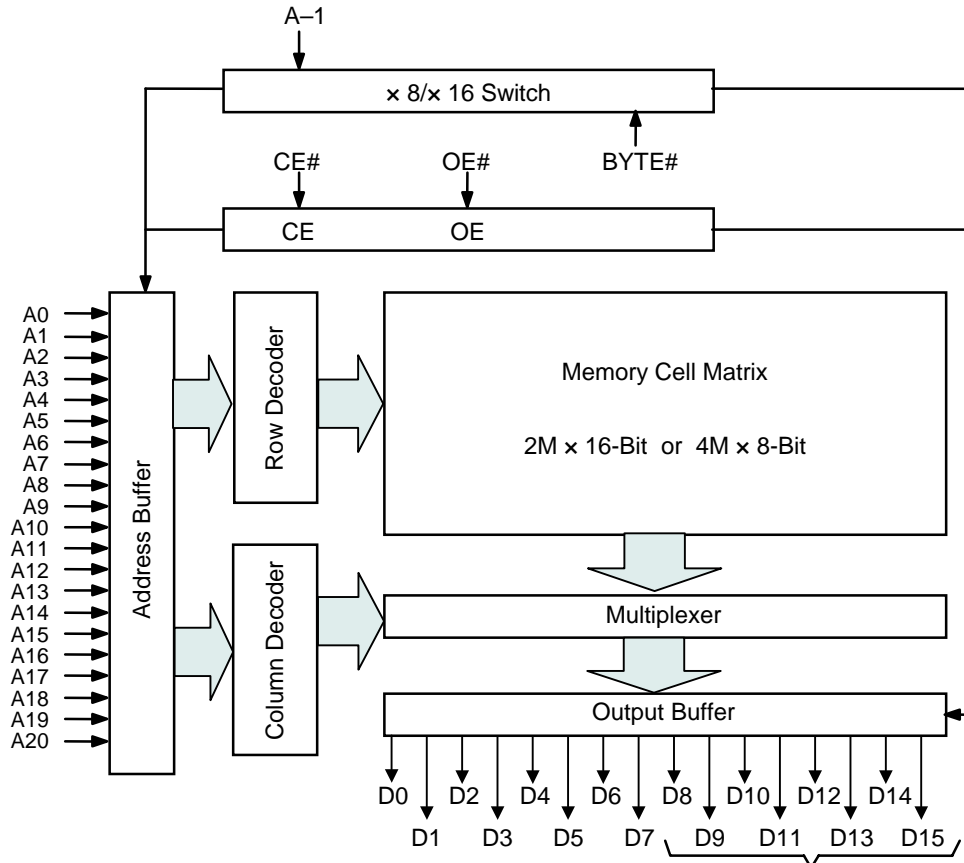 A–1
× 8/× 16 Switch
CE# OE# BYTE#
CE OE
A0
A1
A2
A3
A4
A5
A6
A7
A8
A9
A10
A11
A12
A13
A14
A15
A16
A17
A18
A19
A20
Address Buffer
Row Decoder
Column Decoder
Memory Cell Matrix
2M × 16-Bit or 4M × 8-Bit
Multiplexer
Output Buffer
D0 D2 D4 D6 D8 D10 D12 D14
D1 D3 D5 D7 D9 D11 D13 D15